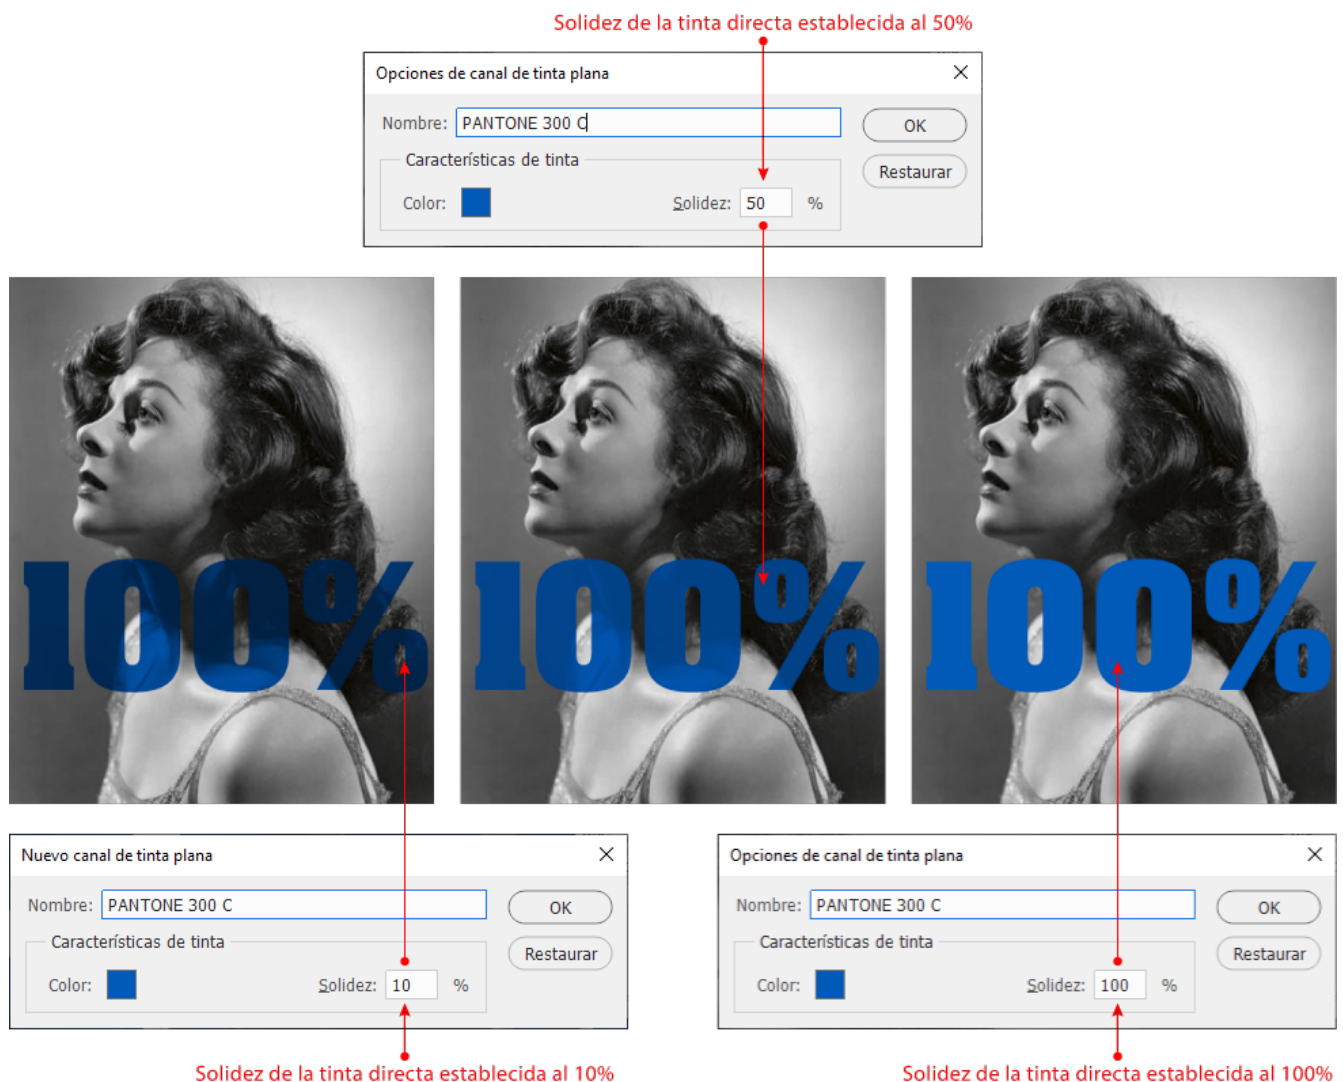 Solidez de la tinta directa establecida al 50%
Opciones de canal de tinta plana
Nombre: PANTONE 300 C
OK
Características de tinta
Restaurar
Color:
Solidez: 50 %
100%
100%
100%
Nuevo canal de tinta plana
Nombre: PANTONE 300 C
OK
Características de tinta
Restaurar
Color:
Solidez: 10 %
Solidez de la tinta directa establecida al 10%
Opciones de canal de tinta plana
Nombre: PANTONE 300 C
OK
Características de tinta
Restaurar
Color:
Solidez: 100 %
Solidez de la tinta directa establecida al 100%